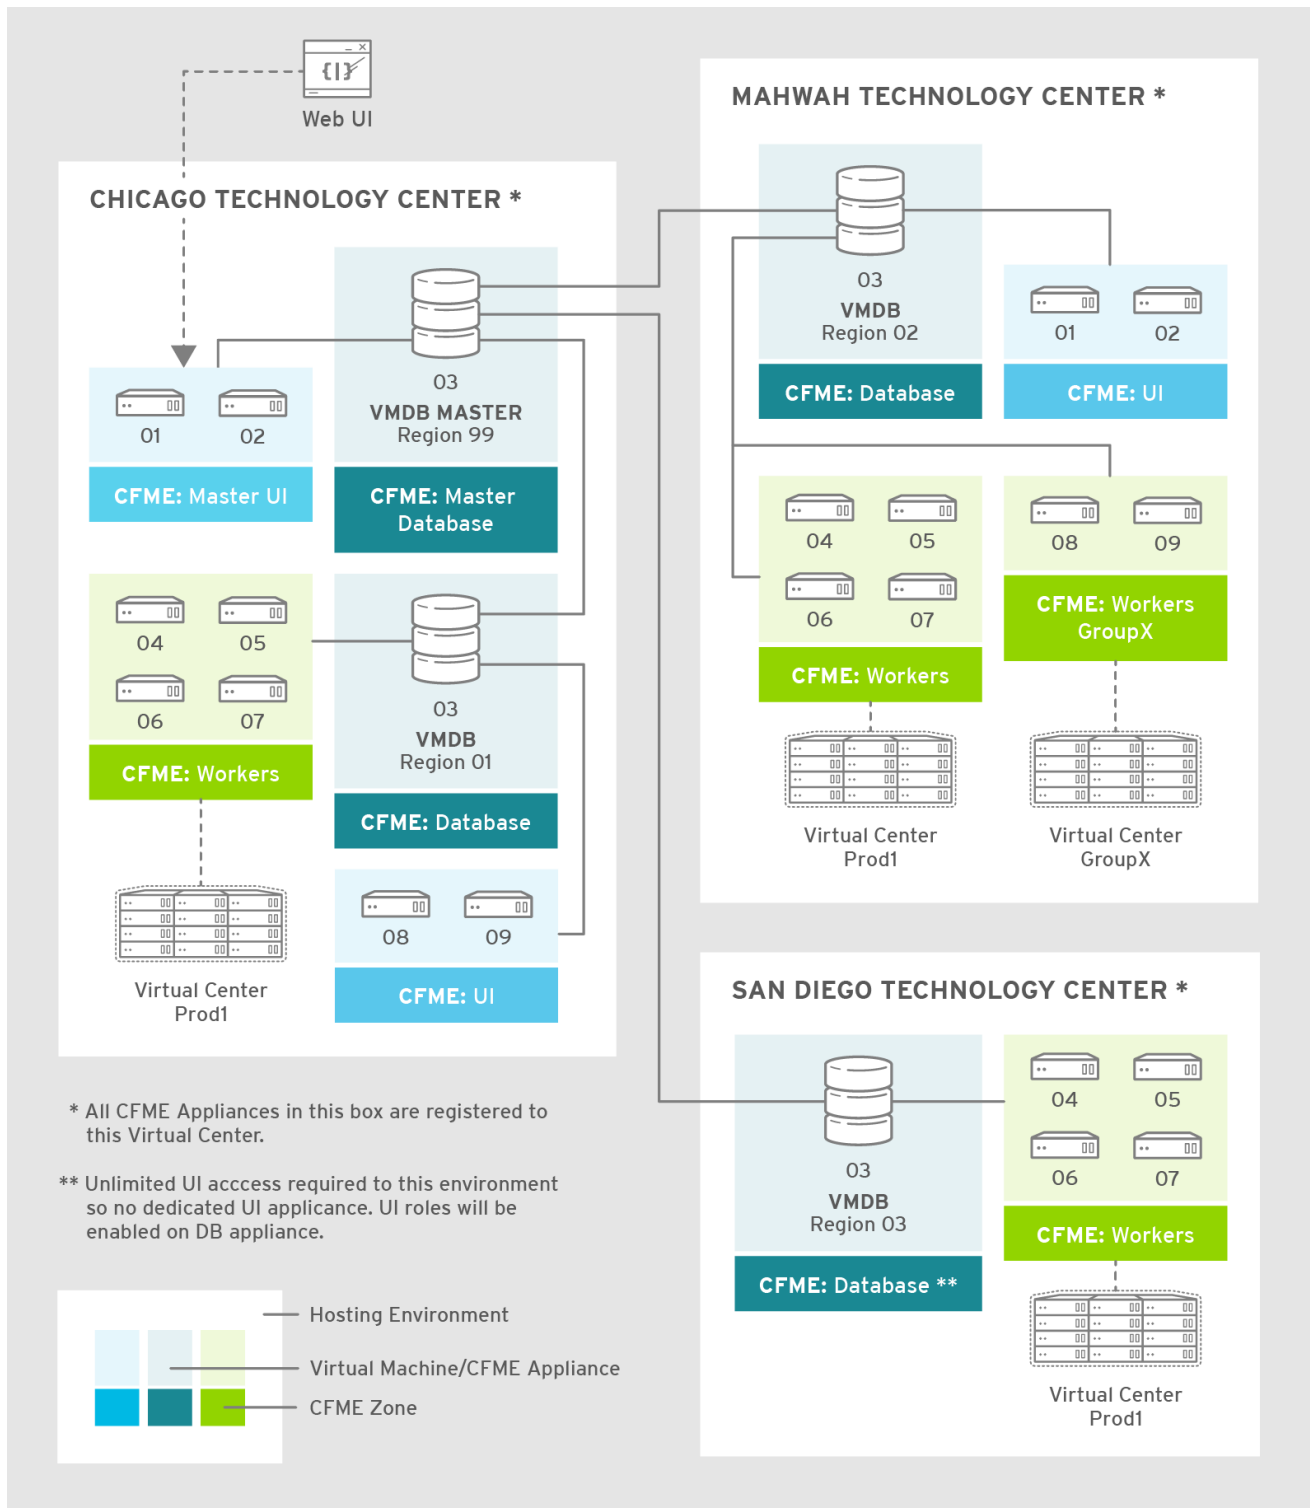 Web UI
CHICAGO TECHNOLOGY CENTER *
03
VMDB MASTER
Region 99
01
02
CFME: Master UI
CFME: Master
Database
04
05
06
07
CFME: Workers
03
VMDB
Region 01
CFME: Database
08
09
CFME: UI
Virtual Center
Prod1
MAHWAH TECHNOLOGY CENTER *
03
VMDB
Region 02
CFME: Database
01
02
CFME: UI
04
05
06
07
CFME: Workers
08
09
CFME: Workers
GroupX
Virtual Center
Prod1
Virtual Center
GroupX
SAN DIEGO TECHNOLOGY CENTER *
03
VMDB
Region 03
CFME: Database **
04
05
06
07
CFME: Workers
Virtual Center
Prod1
* All CFME Appliances in this box are registered to
this Virtual Center.
** Unlimited UI acccess required to this environment
so no dedicated UI applicance. UI roles will be
enabled on DB appliance.
Hosting Environment
Virtual Machine/CFME Appliance
CFME Zone